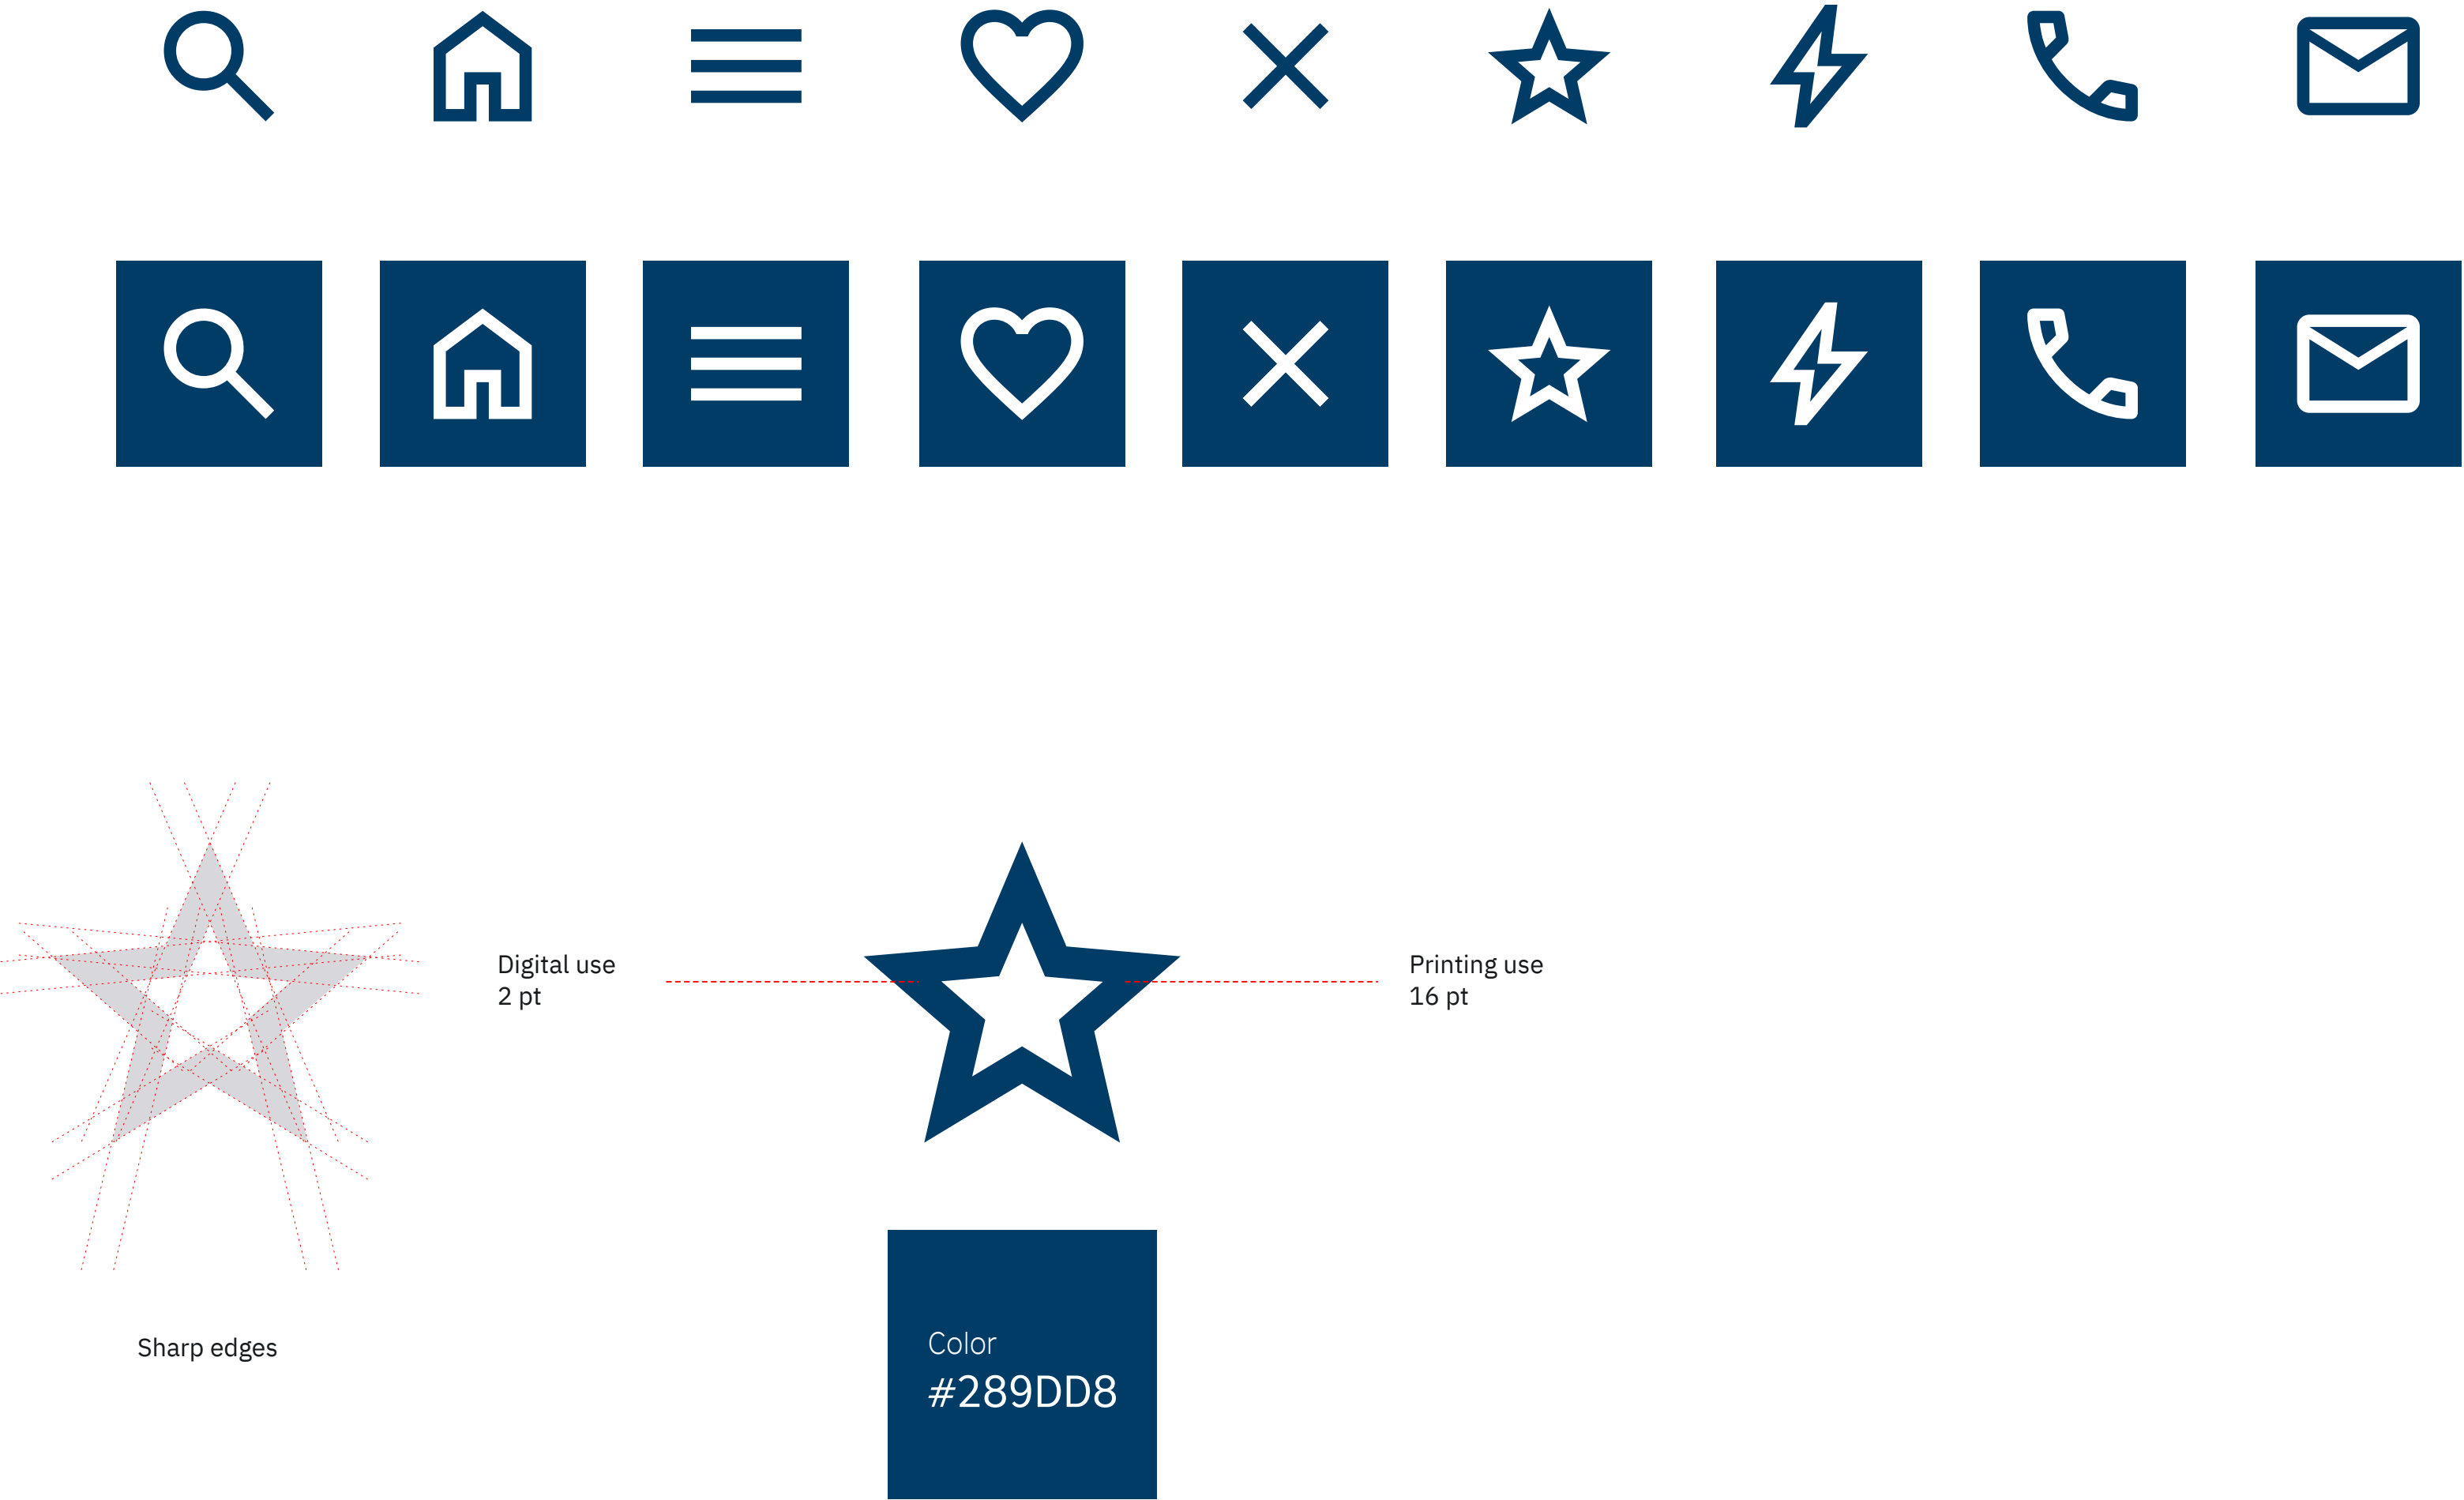 Digital use
2 pt
Printing use
16 pt
Sharp edges
Color
#289DD8